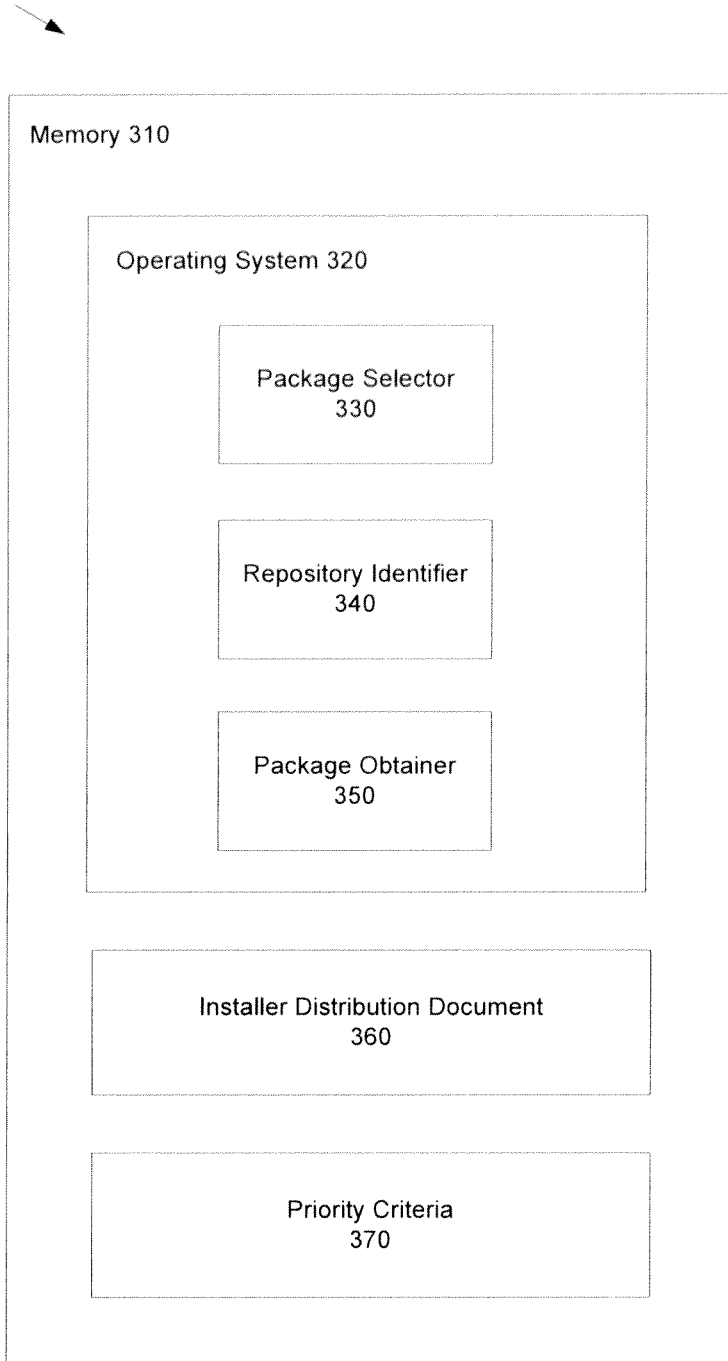 Memory 310
Operating System 320
Package Selector
330
Repository Identifier
340
Package Obtainer
350
Installer Distribution Document
360
Priority Criteria
370